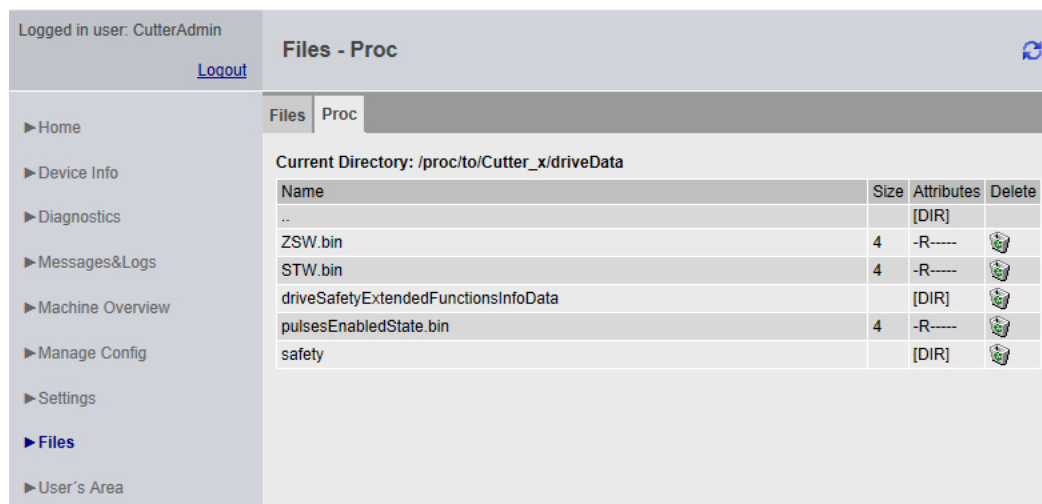 Logged in user: CutterAdmin
Logout
Files - Proc
►Home
►Device Info
►Diagnostics
►Messages&Logs
►Machine Overview
►Manage Config
►Settings
►Files
►User´s Area
Files Proc
Current Directory: /proc/to/Cutter_x/driveData
Name Size Attributes Delete
.. [DIR]
ZSW.bin 4 -R-----
STW.bin 4 -R-----
driveSafetyExtendedFunctionsInfoData [DIR]
pulsesEnabledState.bin 4 -R-----
safety [DIR]